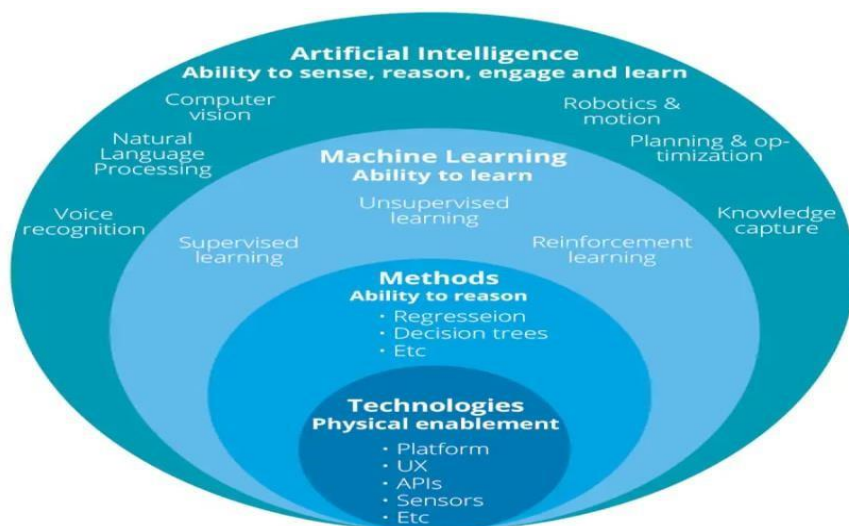 Artificial Intelligence
Ability to sense, reason, engage and learn
Computer
vision
Robotics &
motion
Natural
Language
Processing
Planning & op-
timization
Machine Learning
Ability to learn
Voice
recognition
Unsupervised
learning
Knowledge
capture
Supervised
learning
Reinforcement
learning
Methods
Ability to reason
· Regresseion
· Decision trees
· Etc
Technologies
Physical enablement
· Platform
· UX
· APIs
· Sensors
· Etc